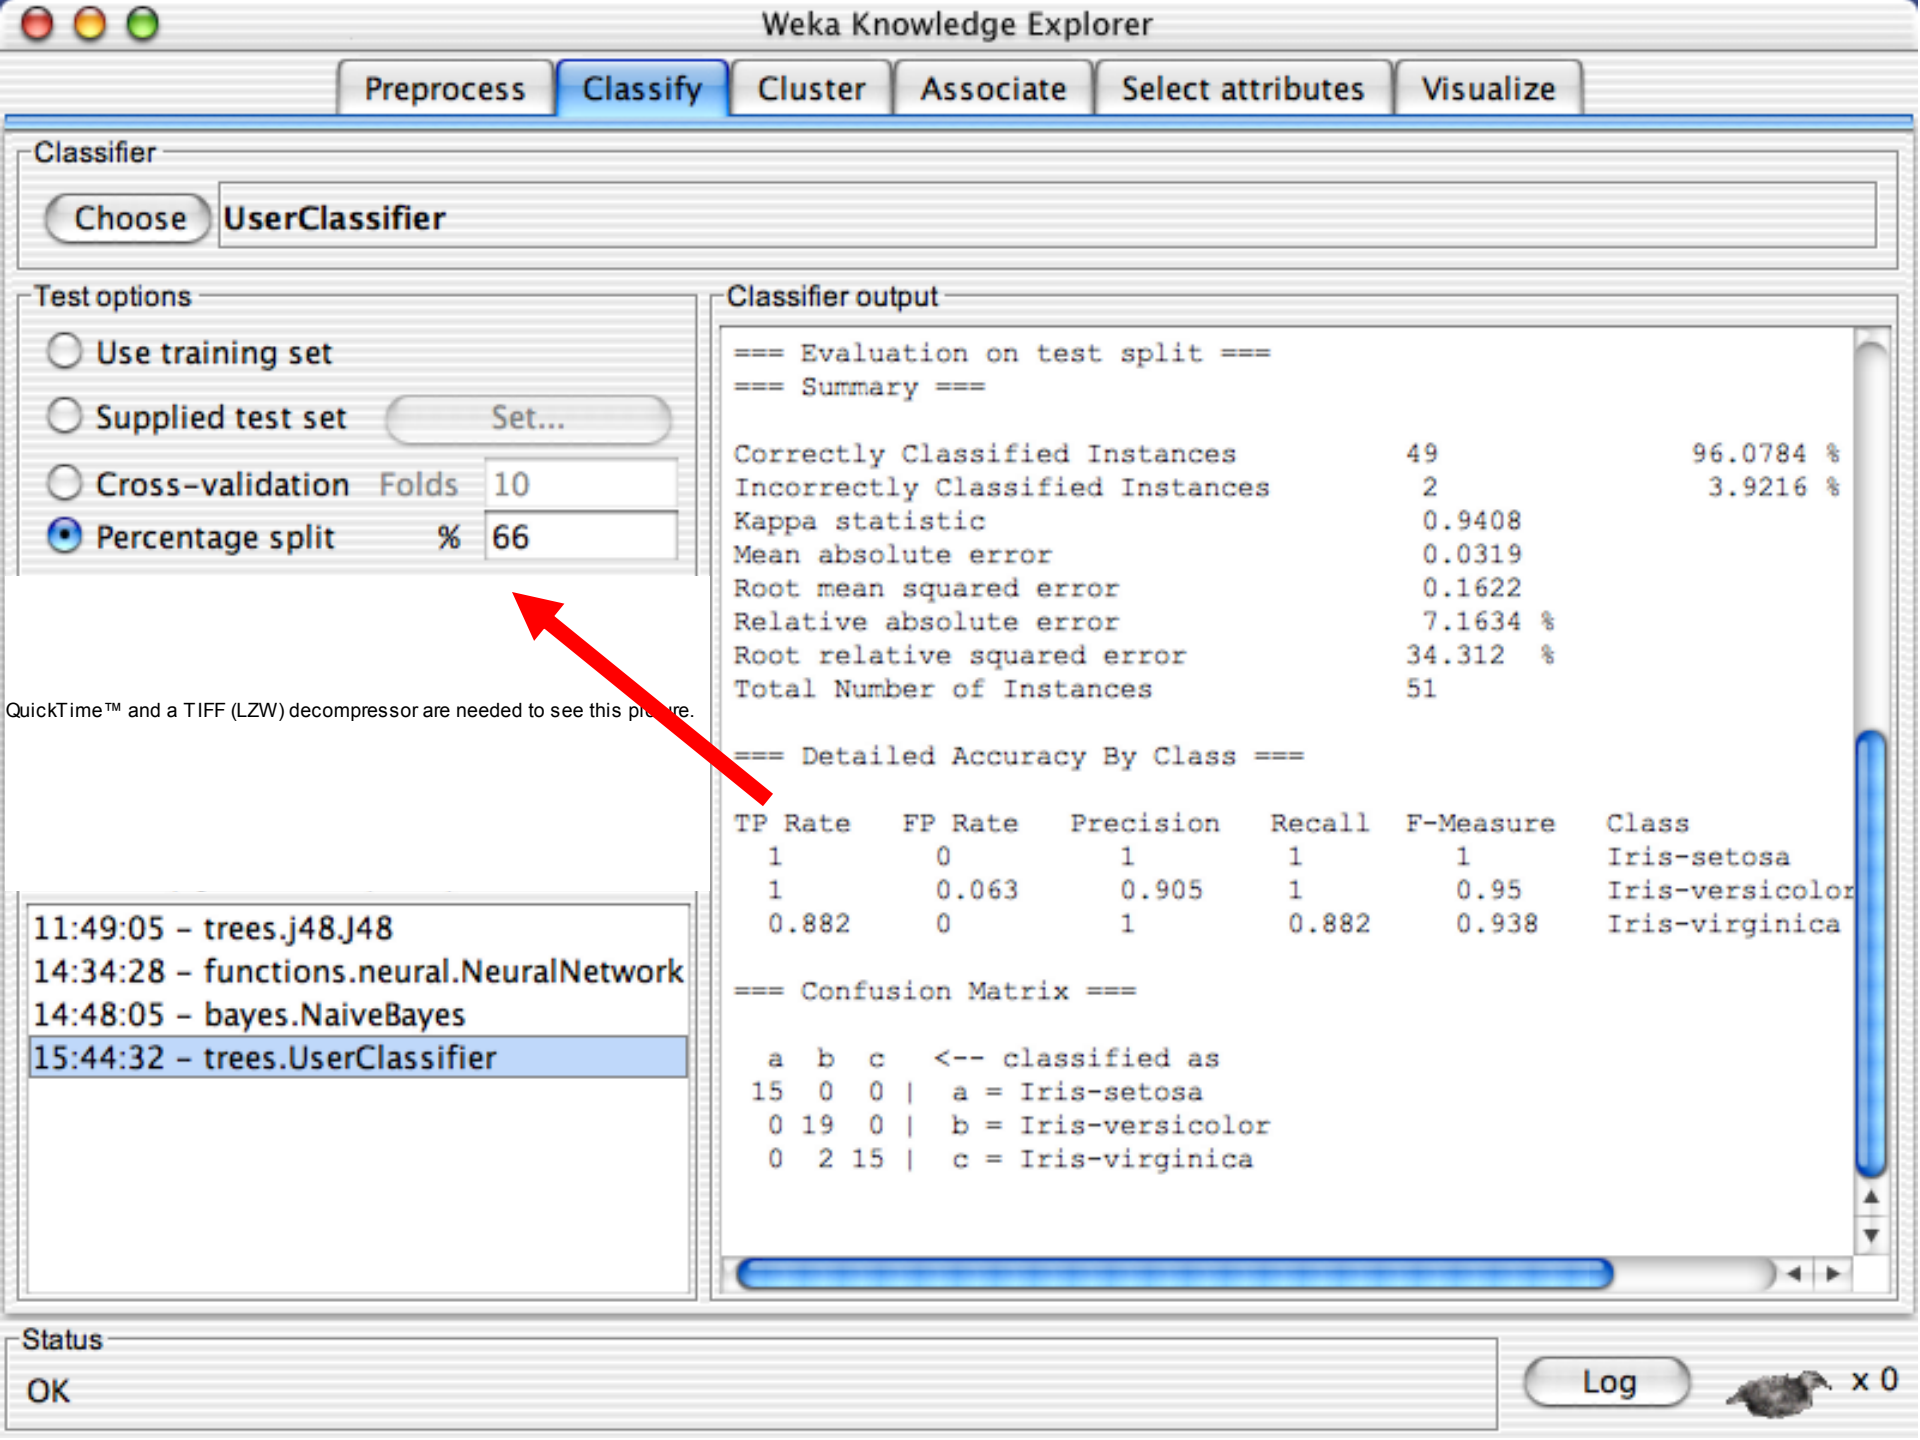 Weka Knowledge Explorer
Preprocess Classify Cluster Associate Select attributes Visualize
Classifier
Choose UserClassifier
Test options
Use training set
Supplied test set Set...
Cross-validation Folds 10
Percentage split % 66
QuickTime™ and a TIFF (LZW) decompressor are needed to see this picture.
11:49:05 – trees.j48.J48
14:34:28 – functions.neural.NeuralNetwork
14:48:05 – bayes.NaiveBayes
15:44:32 – trees.UserClassifier
Classifier output
=== Evaluation on test split ===
=== Summary ===
Correctly Classified Instances 49 96.0784 %
Incorrectly Classified Instances 2 3.9216 %
Kappa statistic 0.9408
Mean absolute error 0.0319
Root mean squared error 0.1622
Relative absolute error 7.1634 %
Root relative squared error 34.312 %
Total Number of Instances 51
=== Detailed Accuracy By Class ===
TP Rate FP Rate Precision Recall F-Measure Class
1 0 1 1 1 Iris-setosa
1 0.063 0.905 1 0.95 Iris-versicolor
0.882 0 1 0.882 0.938 Iris-virginica
=== Confusion Matrix ===
a b c <-- classified as
15 0 0 | a = Iris-setosa
0 19 0 | b = Iris-versicolor
0 2 15 | c = Iris-virginica
Status
OK
Log x 0